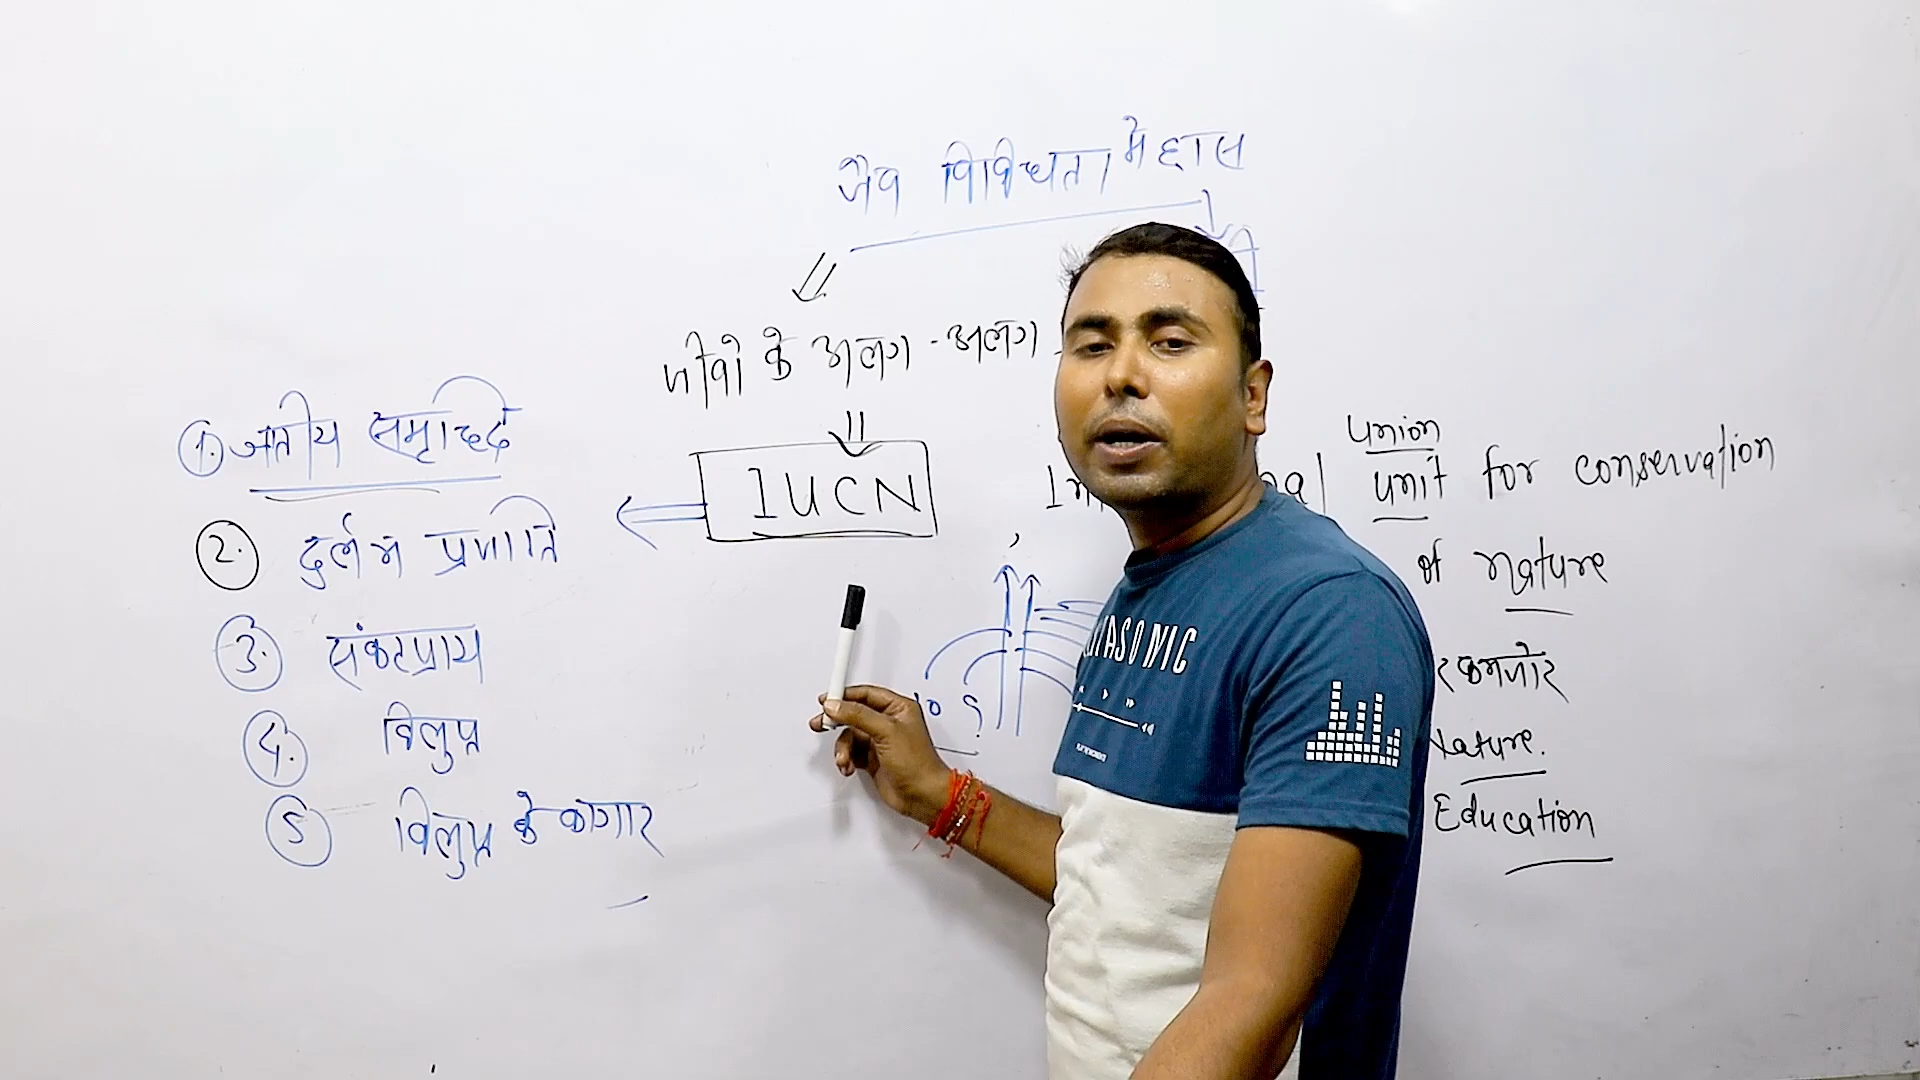 जैव विविधता में ह्रास
जीवो के अलग - अलग
1. जातीय समृध्दि
2. दुर्लभ प्रजाति
3. संकटप्राय
4. विलुप्त
5. विलुप्त के कागार
IUCN
union
unit for conservation
of nature
कमजोर
Nature.
Education
ASONIC